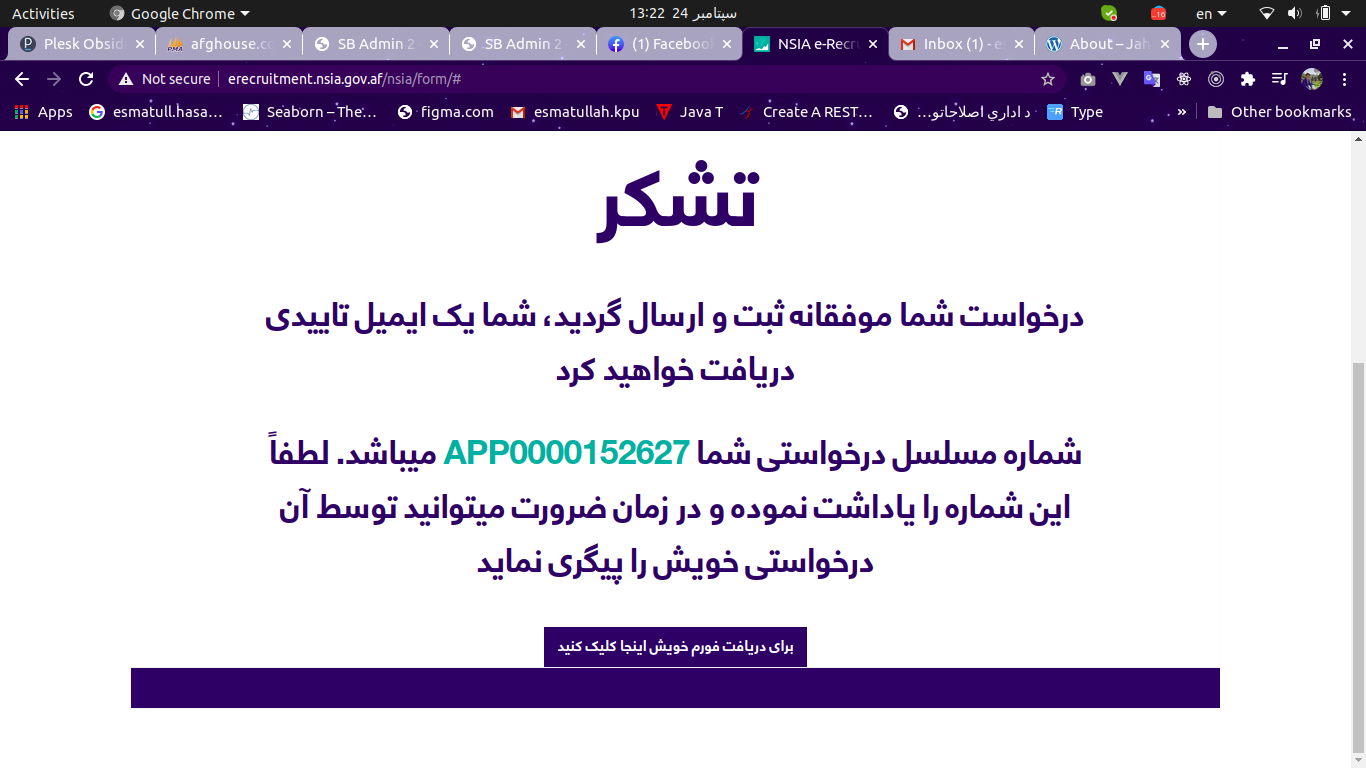 Activities
Google Chrome
13:22 24 سپتامبر
en
Plesk Obsid
afghouse.co
SB Admin 2
SB Admin 2
(1) Facebook
NSIA e-Recru
Inbox (1) - es
About – Jah
Not secure
erecruitment.nsia.gov.af/nsia/form/#
Apps
esmatull.hasa...
Seaborn – The...
figma.com
esmatullah.kpu
Java T
Create A REST...
د اداري اصلاحاتو...
Type
»
Other bookmarks
تشکر
درخواست شما موفقانه ثبت و ارسال گردید، شما یک ایمیل تاییدی
دریافت خواهید کرد
شماره مسلسل درخواستی شما APP0000152627 میباشد. لطفاً
این شماره را یاداشت نموده و در زمان ضرورت میتوانید توسط آن
درخواستی خویش را پیگری نماید
برای دریافت فورم خویش اینجا کلیک کنید